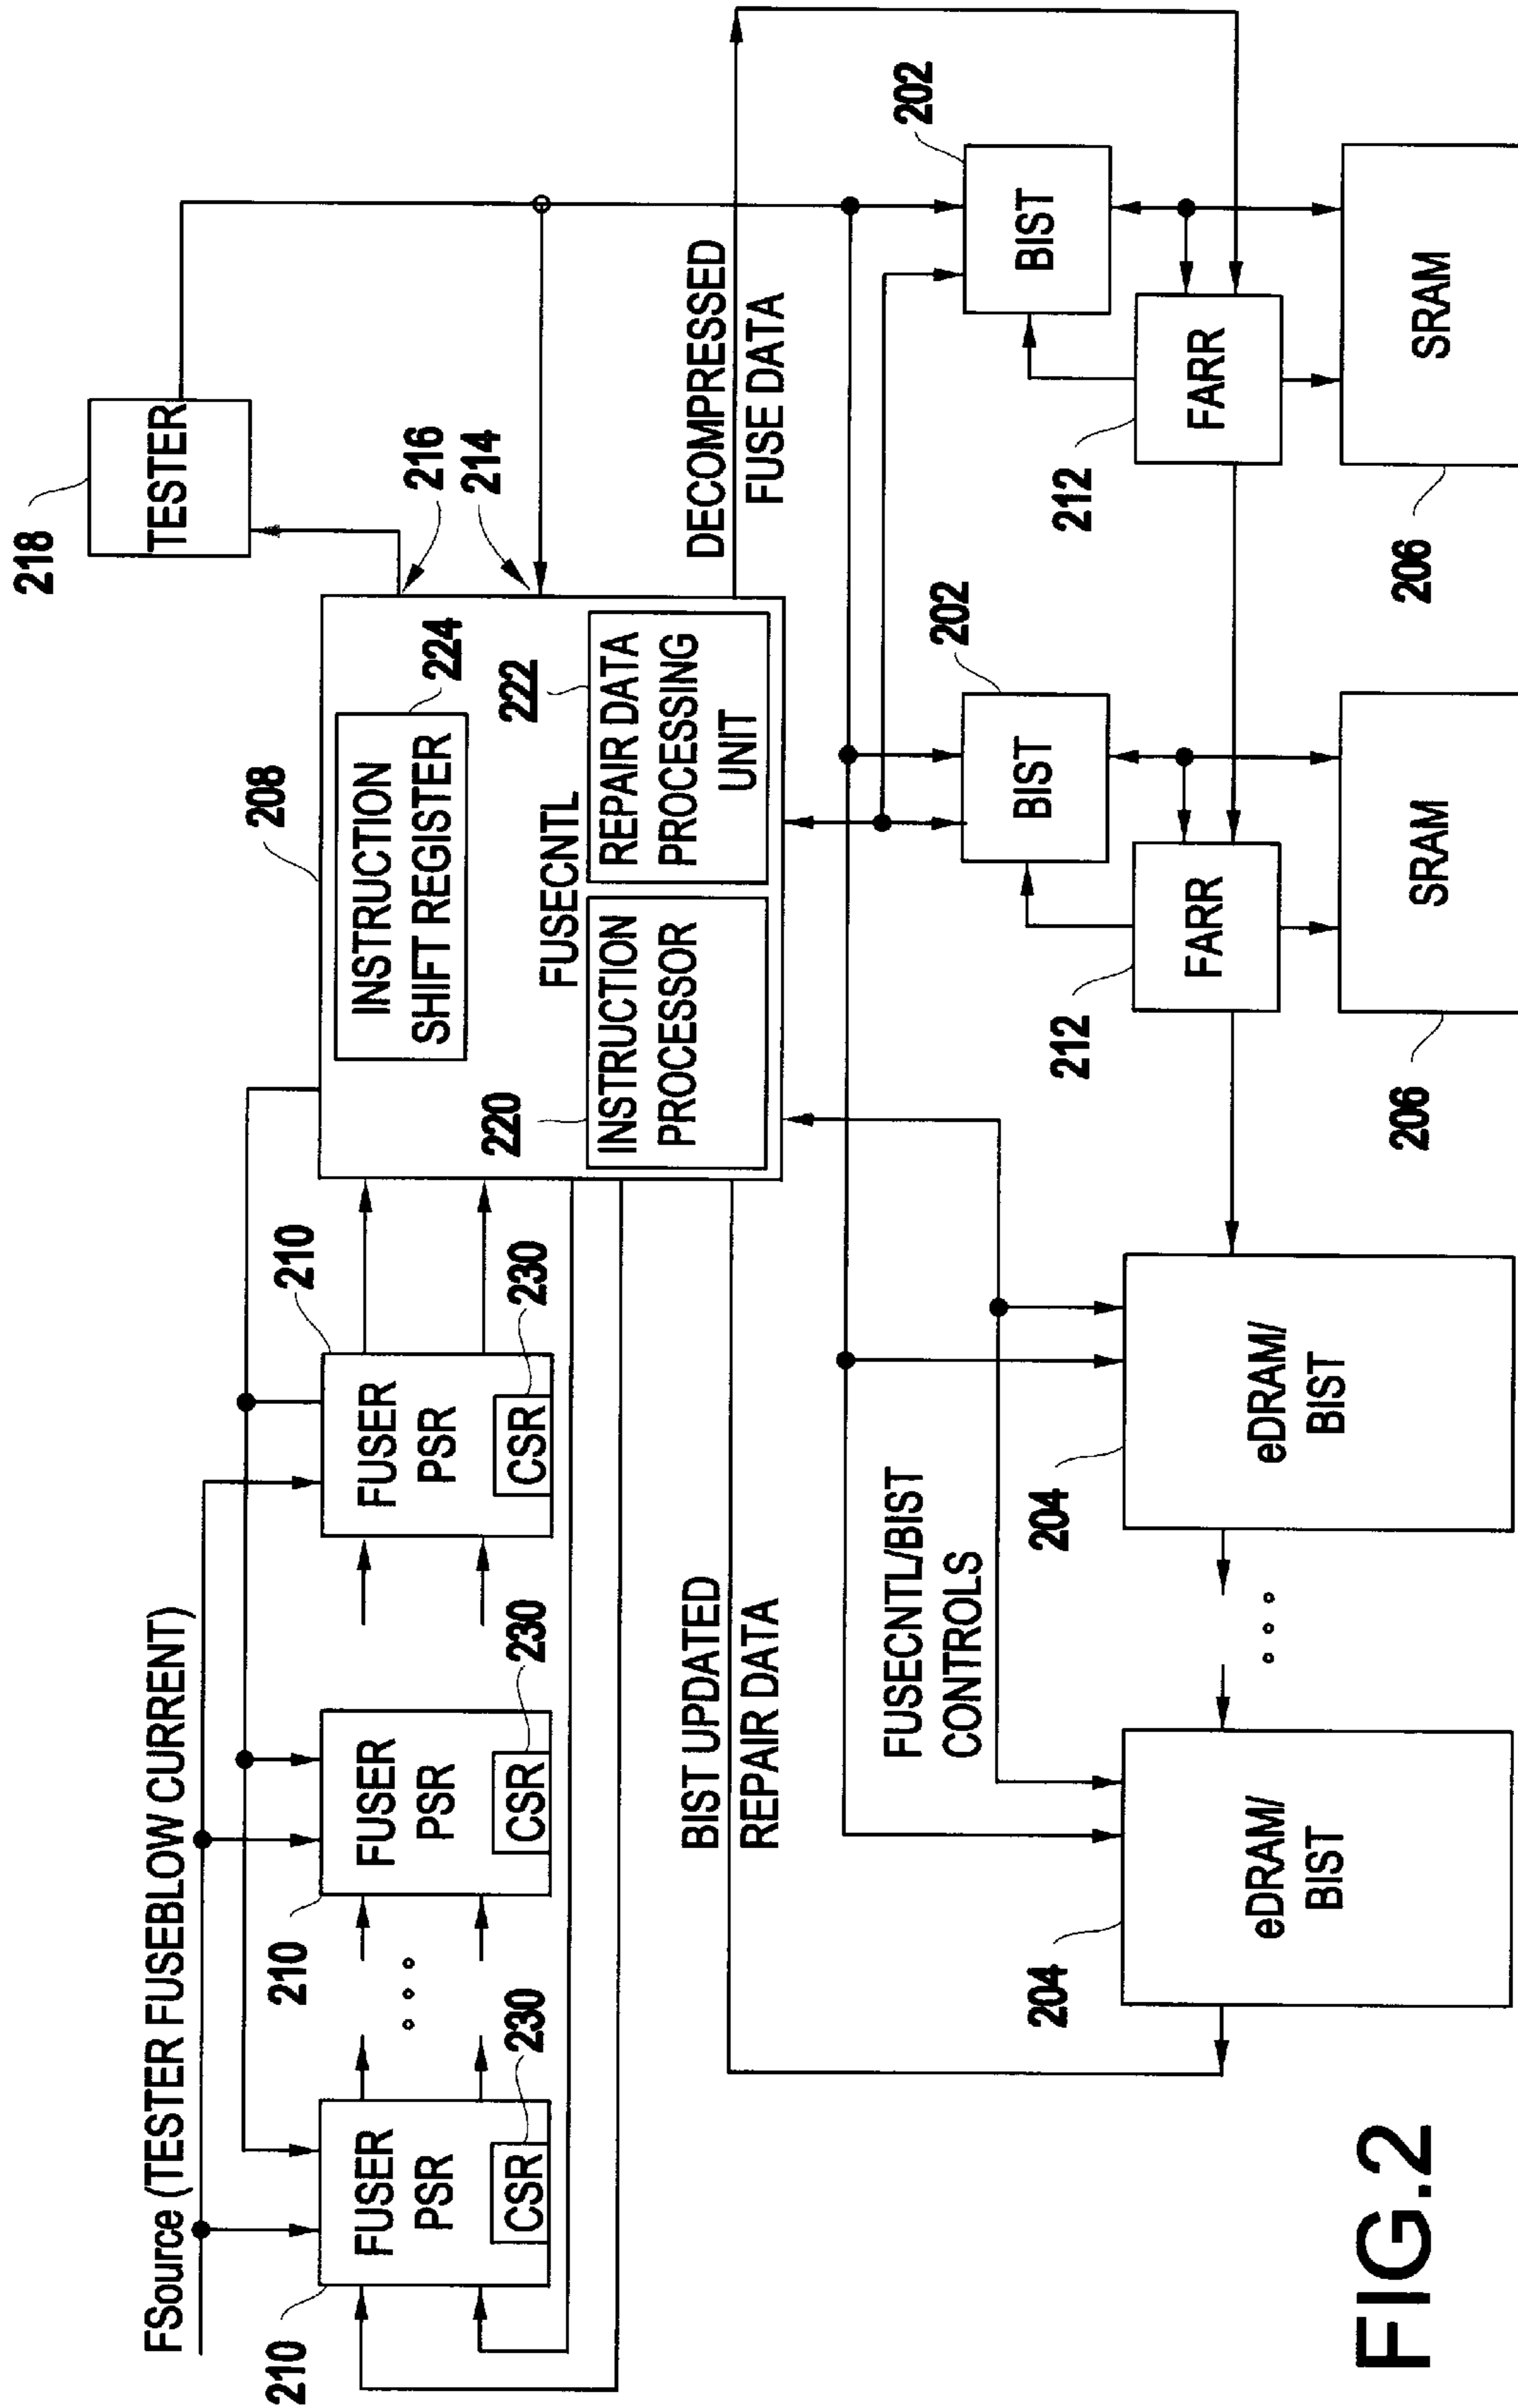 FSource (TESTER FUSEBLOW CURRENT)
218
TESTER
216
214
210
FUSER
PSR
CSR
230
210
FUSER
PSR
CSR
230
210
FUSER
PSR
CSR
230
208
INSTRUCTION
SHIFT REGISTER
224
FUSECNTL
220
INSTRUCTION
PROCESSOR
222
REPAIR DATA
PROCESSING
UNIT
BIST UPDATED
REPAIR DATA
DECOMPRESSED
FUSE DATA
FUSECNTL/BIST
CONTROLS
204
eDRAM/
BIST
204
eDRAM/
BIST
202
BIST
212
FARR
206
SRAM
202
BIST
212
FARR
206
SRAM
FIG.2